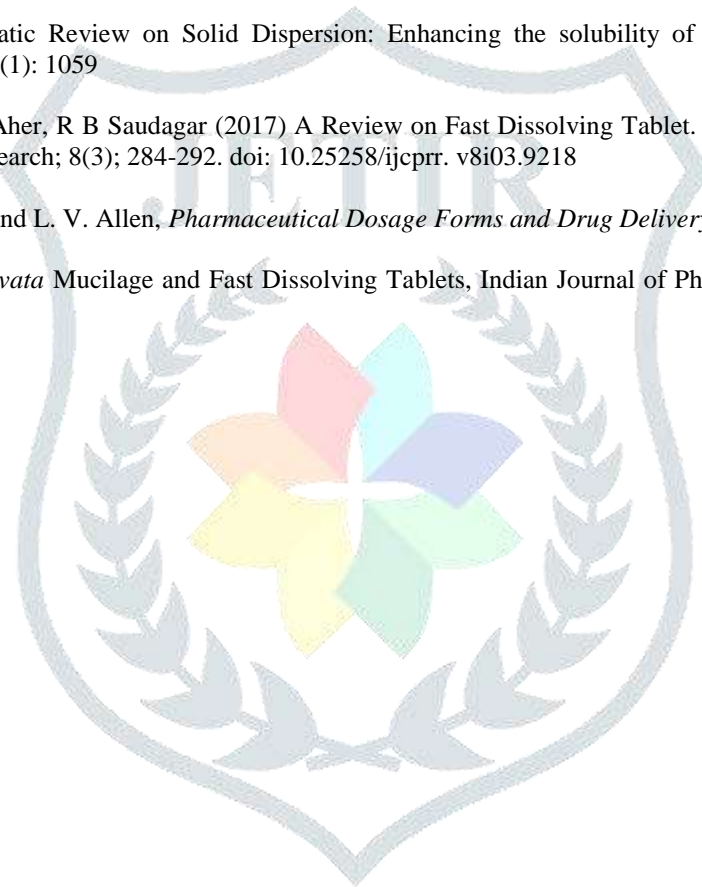 atic Review on Solid Dispersion: Enhancing the solubility of
(1): 1059
Aher, R B Saudagar (2017) A Review on Fast Dissolving Tablet.
search; 8(3); 284-292. doi: 10.25258/ijcprr. v8i03.9218
nd L. V. Allen, Pharmaceutical Dosage Forms and Drug Delivery
JETIR
vata Mucilage and Fast Dissolving Tablets, Indian Journal of Ph